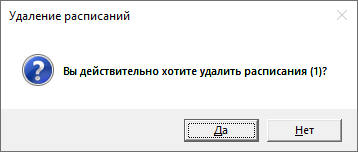 Удаление расписаний
Вы действительно хотите удалить расписания (1)?
Да
Нет